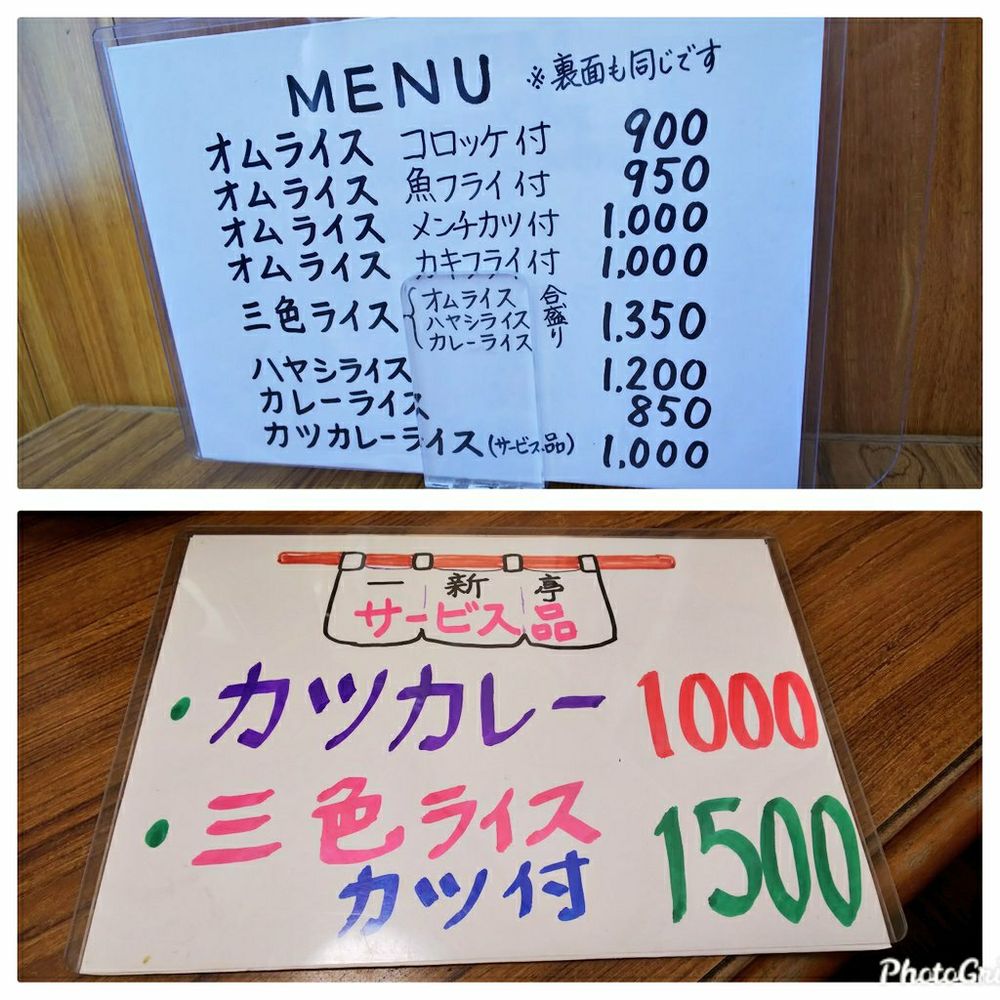 MENU ※裏面も同じです
オムライス コロッケ付 900
オムライス 魚フライ付 950
オムライス メンチカツ付 1,000
オムライス カキフライ付 1,000
三色ライス オムライス ハヤシライス カレーライス 合盛り 1,350
ハヤシライス 1,200
カレーライス 850
カツカレーライス(サービス品) 1,000
一新亭
サービス品
・カツカレー 1000
・三色ライス
カツ付 1500
PhotoGri